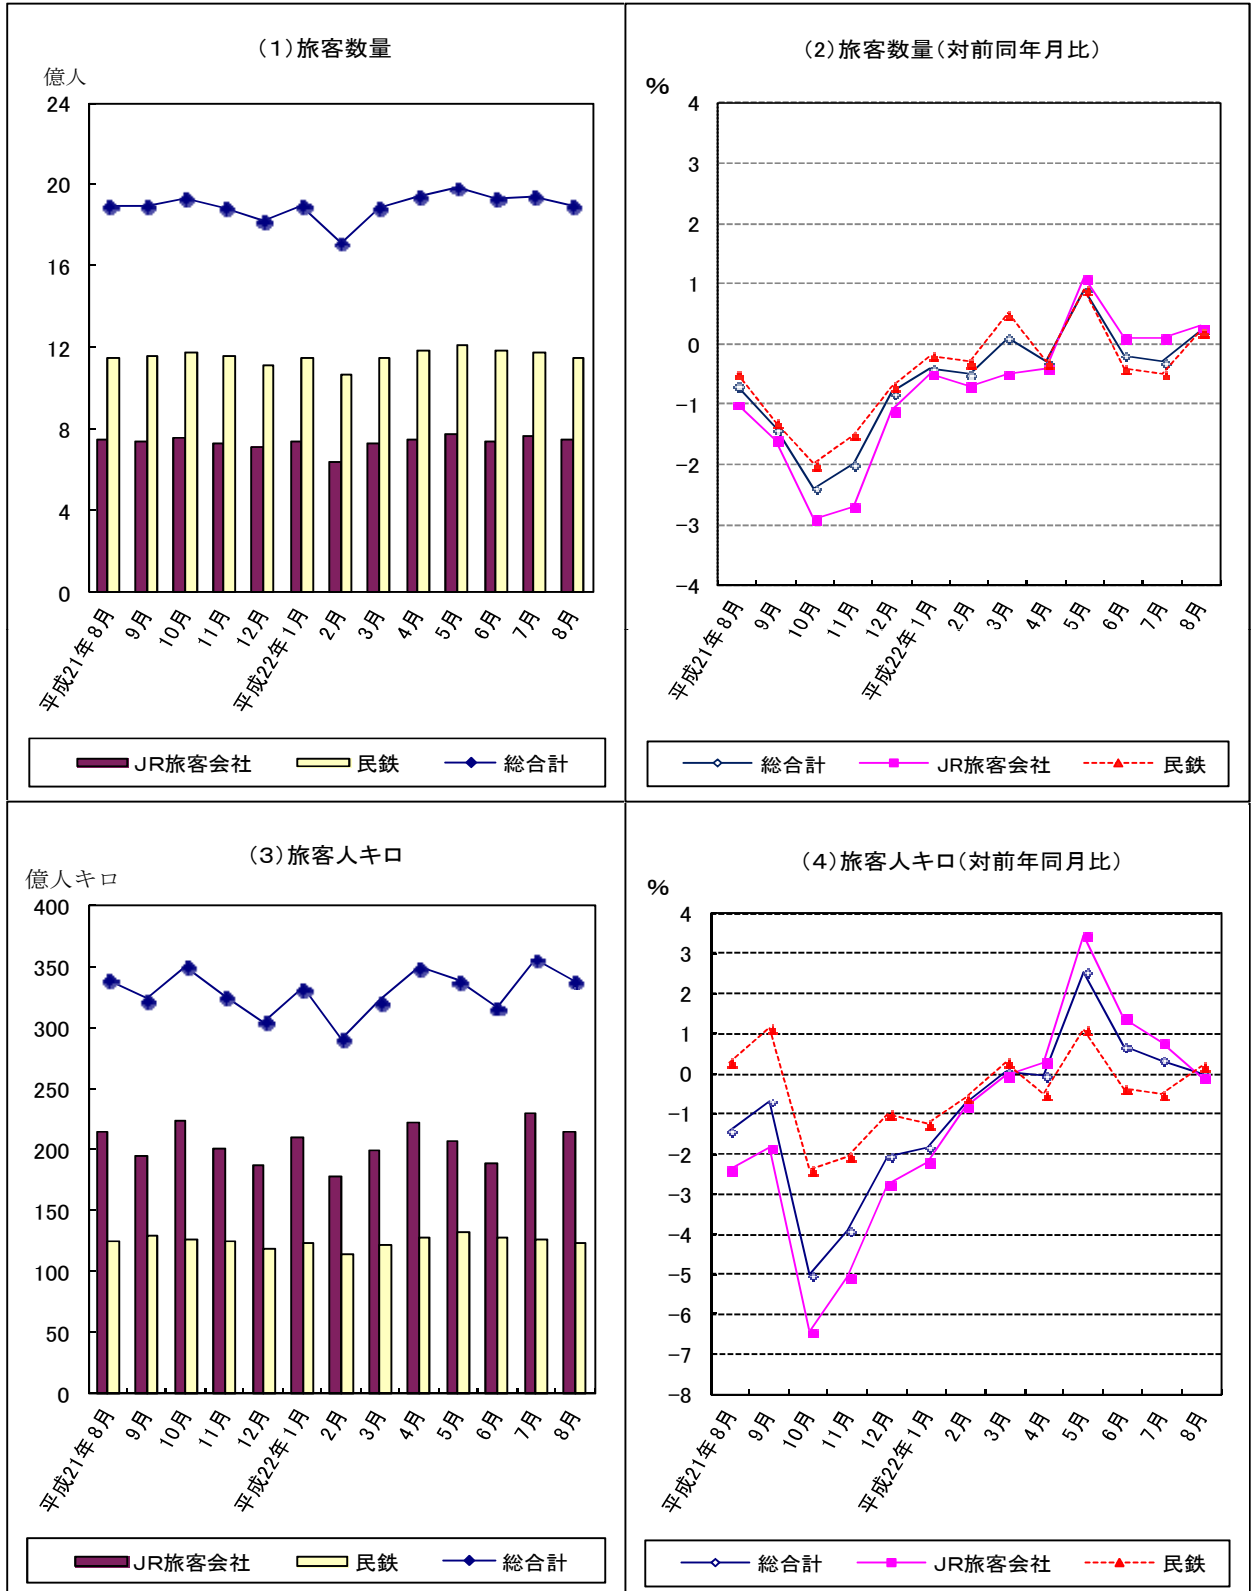 (1)旅客数量
億人
24
20
16
12
8
4
0
平成21年8月 9月 10月 11月 12月 平成22年1月 2月 3月 4月 5月 6月 7月 8月
JR旅客会社 民鉄 総合計
(2)旅客数量(対前同年月比)
%
4
3
2
1
0
-1
-2
-3
-4
平成21年8月 9月 10月 11月 12月 平成22年1月 2月 3月 4月 5月 6月 7月 8月
総合計 JR旅客会社 民鉄
(3)旅客人キロ
億人キロ
400
350
300
250
200
150
100
50
0
平成21年8月 9月 10月 11月 12月 平成22年1月 2月 3月 4月 5月 6月 7月 8月
JR旅客会社 民鉄 総合計
(4)旅客人キロ(対前年同月比)
%
4
3
2
1
0
-1
-2
-3
-4
-5
-6
-7
-8
平成21年8月 9月 10月 11月 12月 平成22年1月 2月 3月 4月 5月 6月 7月 8月
総合計 JR旅客会社 民鉄